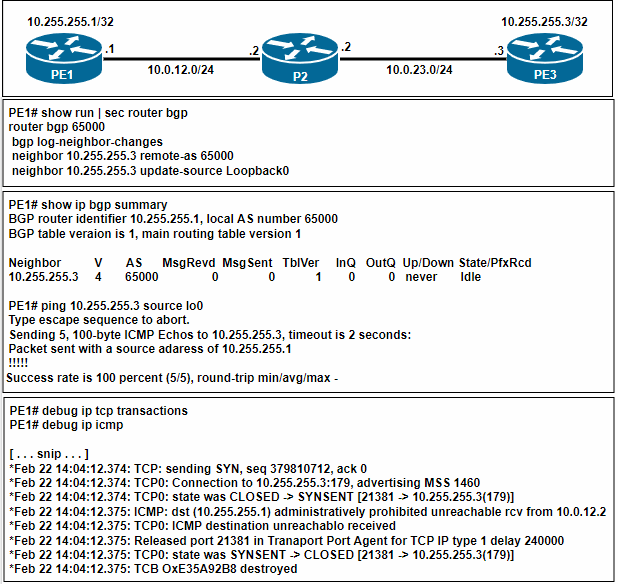 10.255.255.1/32
10.255.255.3/32
.1
.2
.2
.3
PE1
10.0.12.0/24
P2
10.0.23.0/24
PE3
PE1# show run | sec router bgp
router bgp 65000
bgp log-neighbor-changes
neighbor 10.255.255.3 remote-as 65000
neighbor 10.255.255.3 update-source Loopback0
PE1# show ip bgp summary
BGP router identifier 10.255.255.1, local AS number 65000
BGP table veraion is 1, main routing table version 1
Neighbor V AS MsgRevd MsgSent TblVer InQ OutQ Up/Down State/PfxRcd
10.255.255.3 4 65000 0 0 1 0 0 never Idle
PE1# ping 10.255.255.3 source lo0
Type escape sequence to abort.
Sending 5, 100-byte ICMP Echos to 10.255.255.3, timeout is 2 seconds:
Packet sent with a source adaress of 10.255.255.1
!!!!!
Success rate is 100 percent (5/5), round-trip min/avg/max -
PE1# debug ip tcp transactions
PE1# debug ip icmp
[ . . . snip . . . ]
*Feb 22 14:04:12.374: TCP: sending SYN, seq 379810712, ack 0
*Feb 22 14:04:12.374: TCP0: Connection to 10.255.255.3:179, advertising MSS 1460
*Feb 22 14:04:12.374: TCP0: state was CLOSED -> SYNSENT [21381 -> 10.255.255.3(179)]
*Feb 22 14:04:12.375: ICMP: dst (10.255.255.1) administratively prohibited unreachable rcv from 10.0.12.2
*Feb 22 14:04:12.375: TCP0: ICMP destination unreachablo received
*Feb 22 14:04:12.375: Released port 21381 in Tranaport Port Agent for TCP IP type 1 delay 240000
*Feb 22 14:04:12.375: TCP0: state was SYNSENT -> CLOSED [21381 -> 10.255.255.3(179)]
*Feb 22 14:04:12.375: TCB OxE35A92B8 destroyed